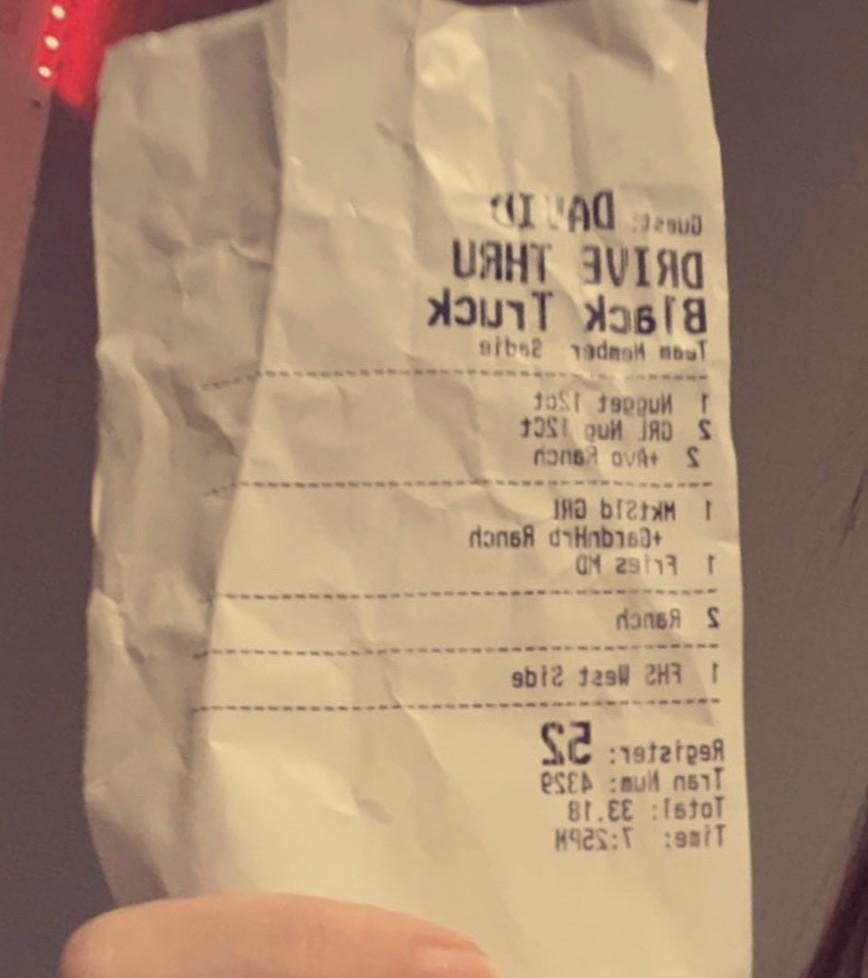 Guest: DAVID
DRIVE THRU
Black Truck
Team Member Sadie
1 Nugget 12ct
2 GRL Nug 12Ct
2 +Avo Ranch
1 MktSld GRL
+GardnHrb Ranch
1 Fries MD
2 Ranch
1 FHS West Side
Register: 52
Tran Num: 4329
Total: 33.18
Time: 7:25PM